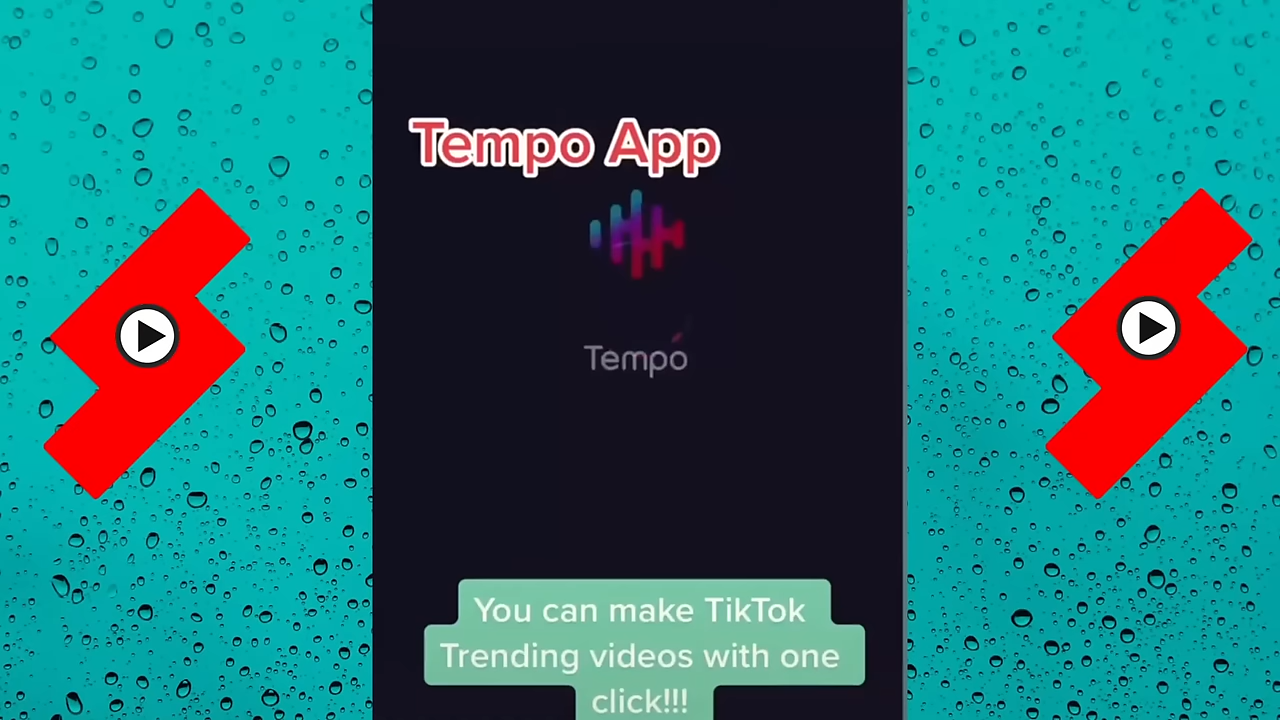 Tempo App
Tempo
You can make TikTok
Trending videos with one
click!!!